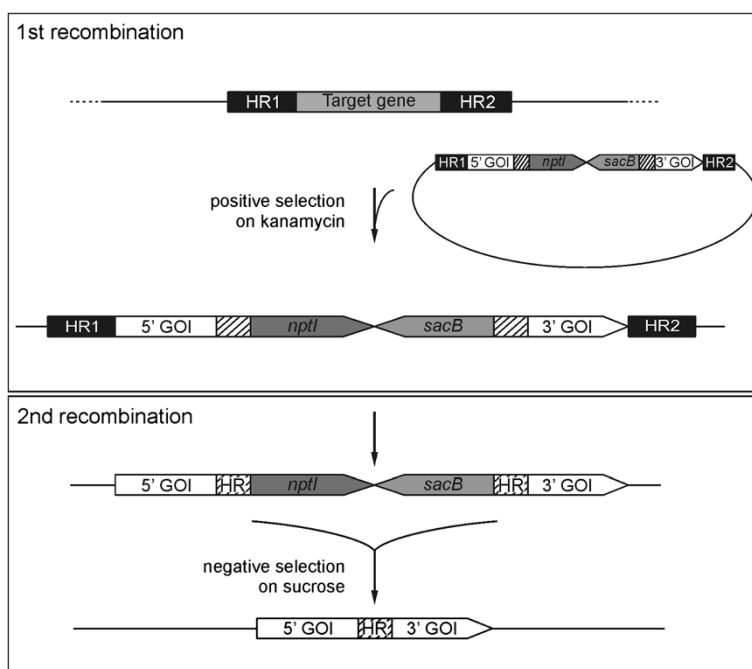 1st recombination
HR1 Target gene HR2
HR1 5' GOI nptI sacB 3' GOI HR2
positive selection
on kanamycin
HR1 5' GOI nptI sacB 3' GOI HR2
2nd recombination
5' GOI HR nptI sacB HR 3' GOI
negative selection
on sucrose
5' GOI HR 3' GOI